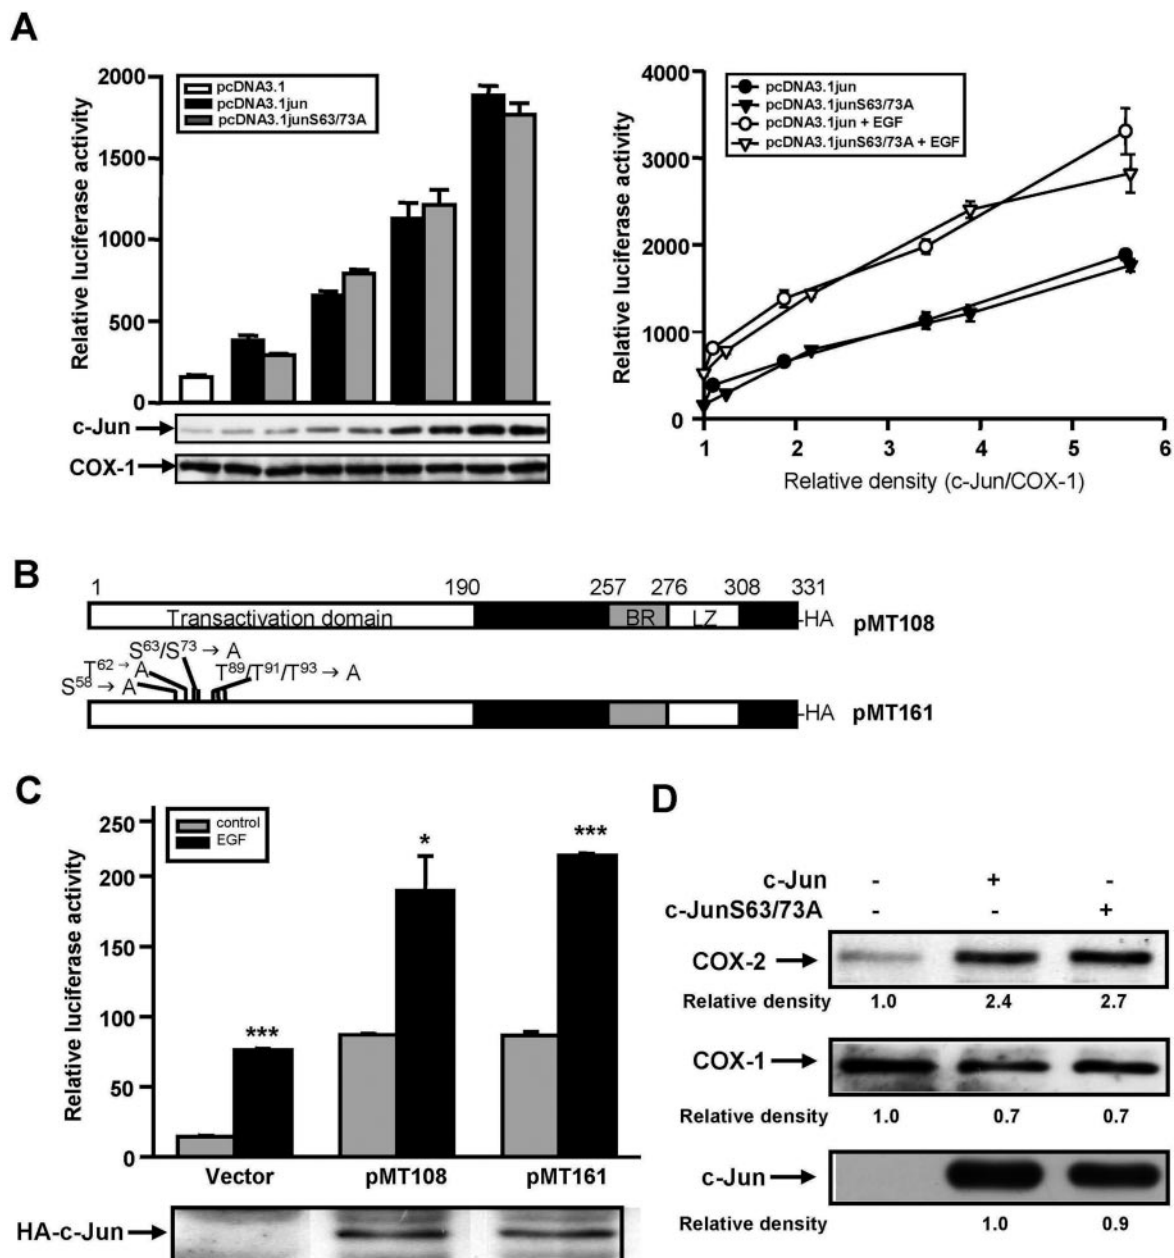 A
2000
1500
1000
500
0
Relative luciferase activity
pcDNA3.1
pcDNA3.1jun
pcDNA3.1junS63/73A
c-Jun
COX-1
4000
3000
2000
1000
0
Relative luciferase activity
pcDNA3.1jun
pcDNA3.1junS63/73A
pcDNA3.1jun + EGF
pcDNA3.1junS63/73A + EGF
1 2 3 4 5 6
Relative density (c-Jun/COX-1)
B
1 190 257 276 308 331
Transactivation domain BR LZ -HA pMT108
S63/S73 → A
T62 → A T89/T91/T93 → A
S58 → A
-HA pMT161
C
250
200
150
100
50
0
Relative luciferase activity
control
EGF
***
*
***
Vector pMT108 pMT161
HA-c-Jun
D
c-Jun - + -
c-JunS63/73A - - +
COX-2
Relative density 1.0 2.4 2.7
COX-1
Relative density 1.0 0.7 0.7
c-Jun
Relative density 1.0 0.9